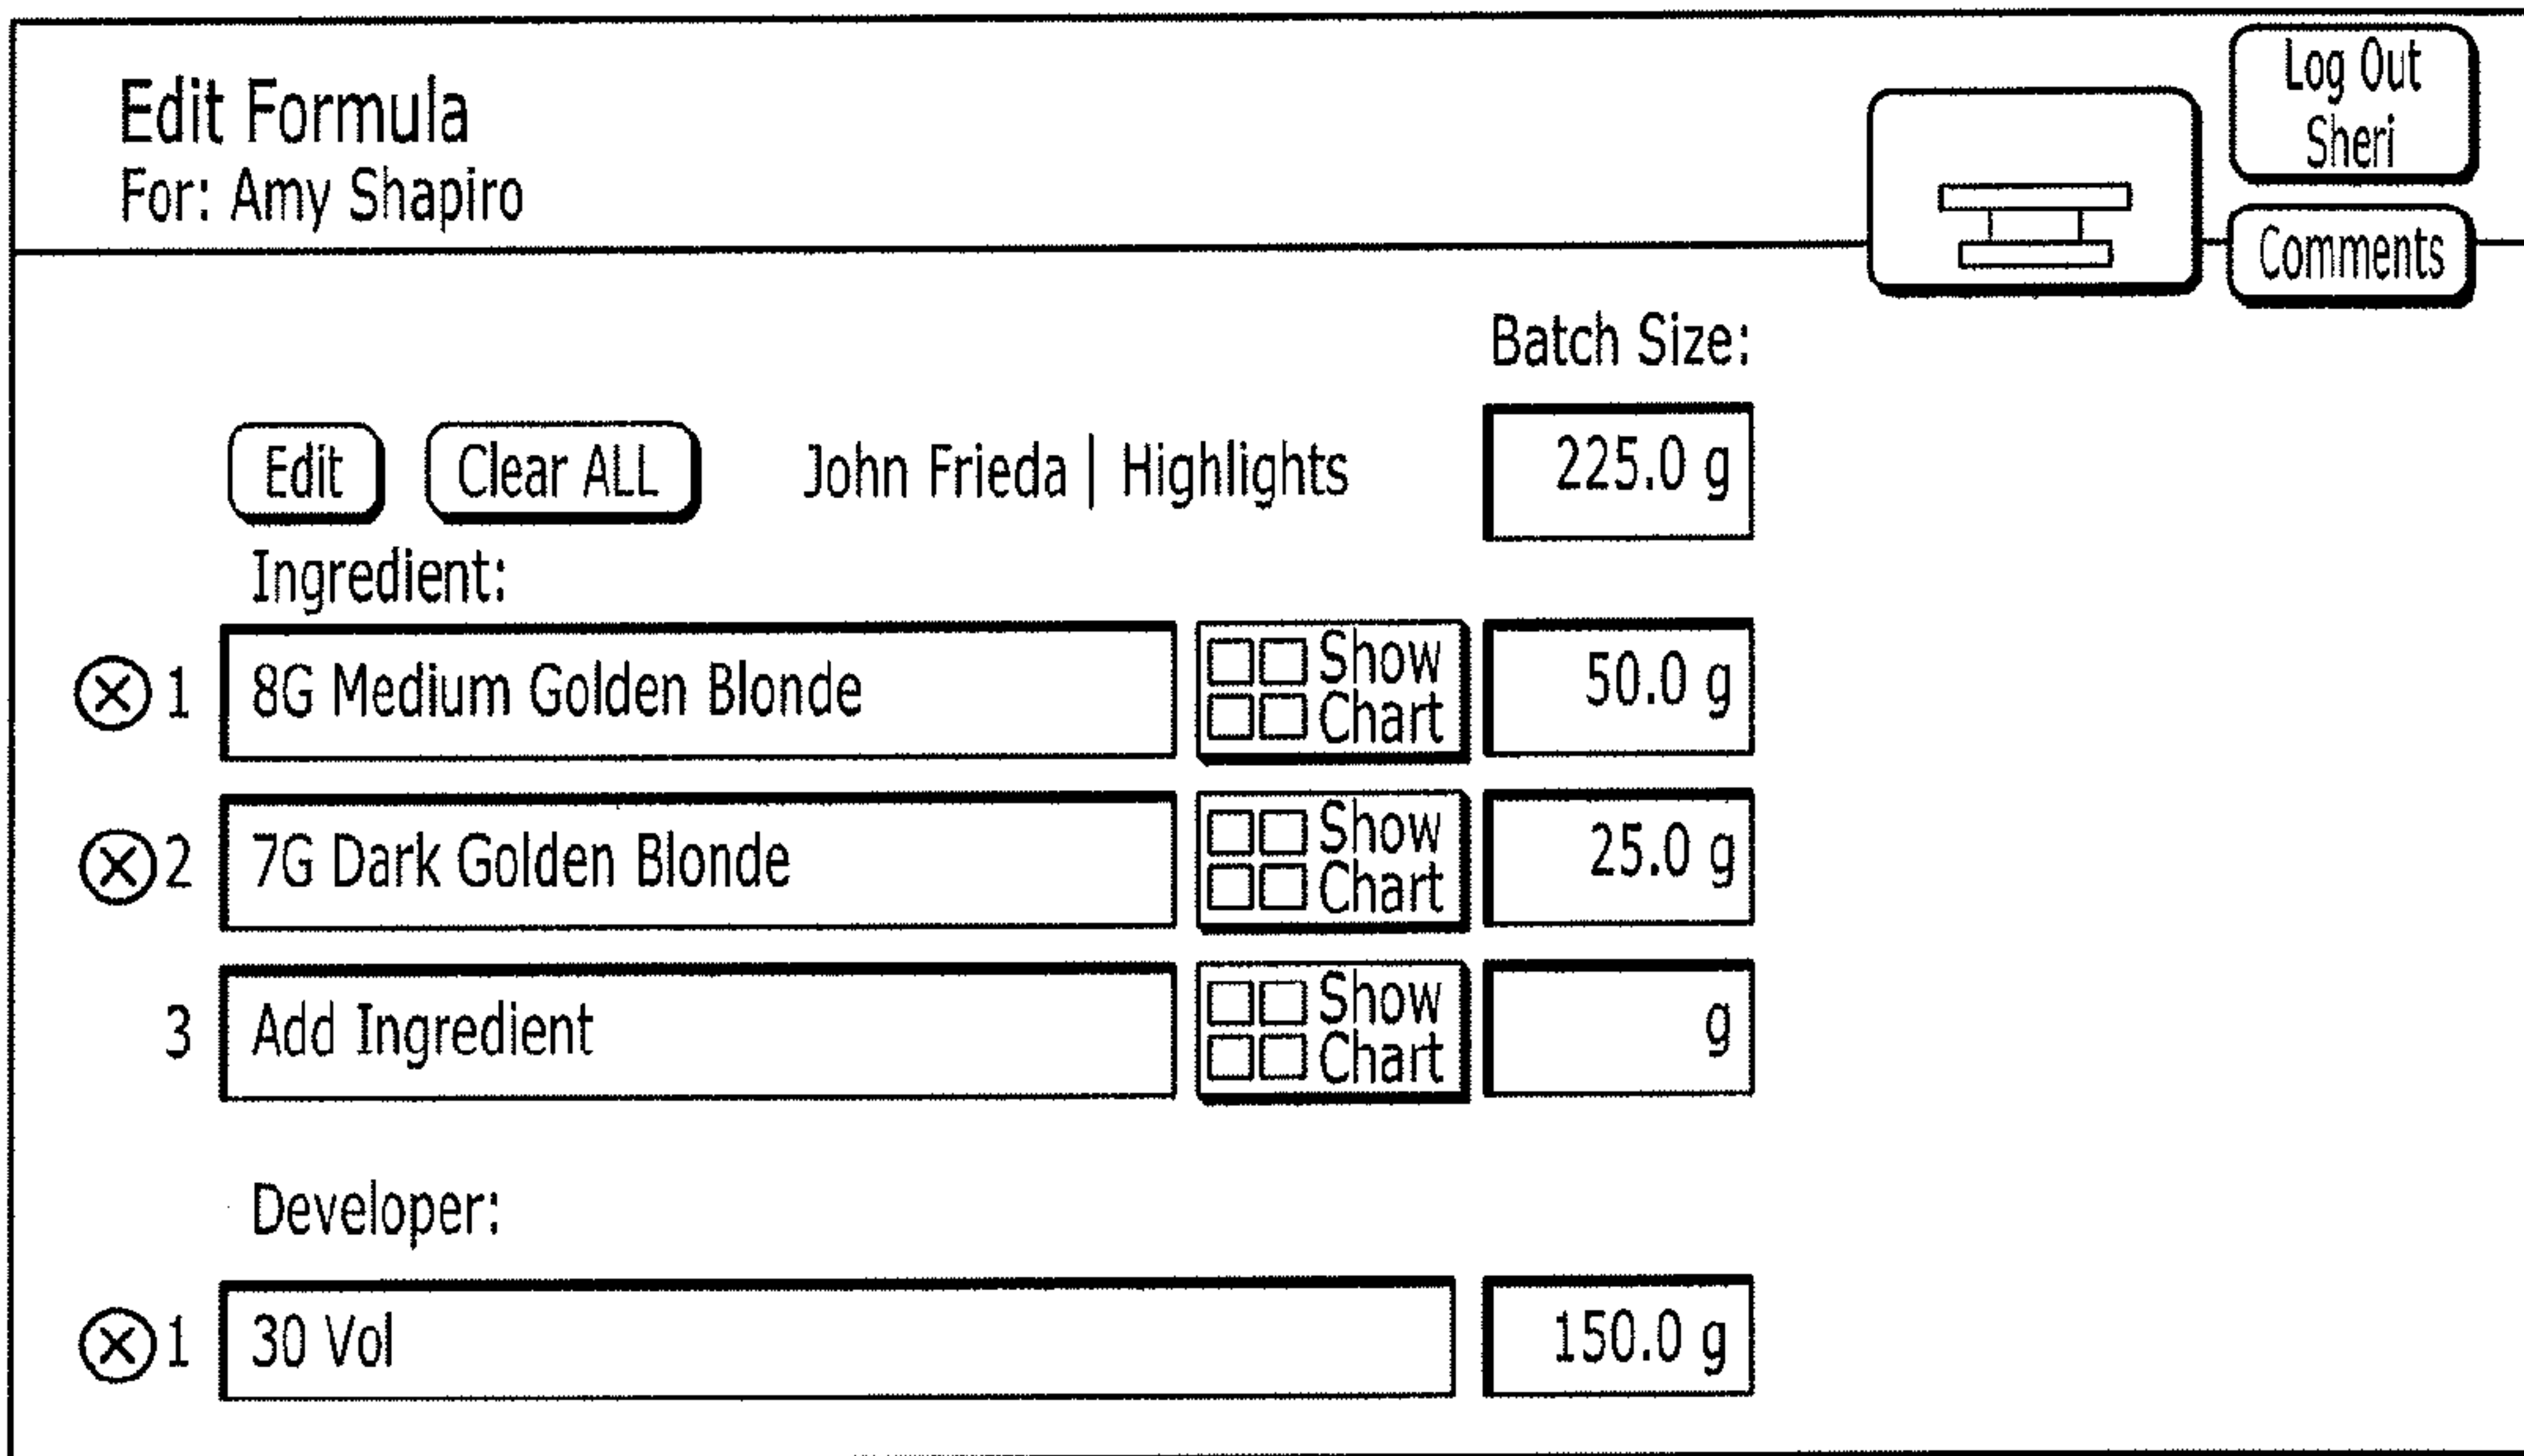 Edit Formula
For: Amy Shapiro
Log Out
Sheri
Comments
Batch Size:
Edit
Clear ALL
John Frieda | Highlights
225.0 g
Ingredient:
1 8G Medium Golden Blonde Show Chart 50.0 g
2 7G Dark Golden Blonde Show Chart 25.0 g
3 Add Ingredient Show Chart g
Developer:
1 30 Vol 150.0 g